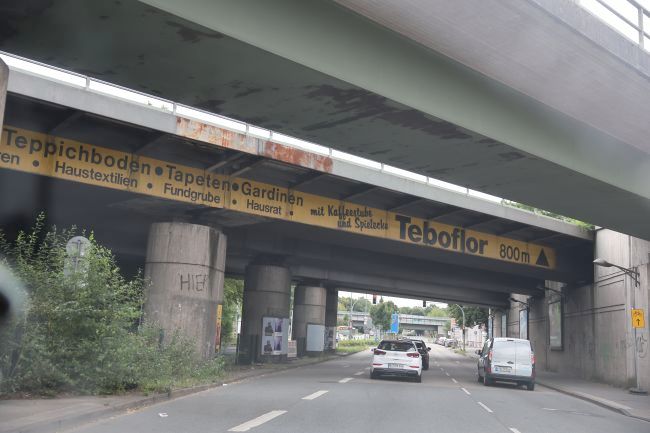 Teppichboden • Tapeten • Gardinen
ren • Haustextilien • Fundgrube • Hausrat •
mit Kaffeestube
und Spielecke
Teboflor 800m ▲
HIER